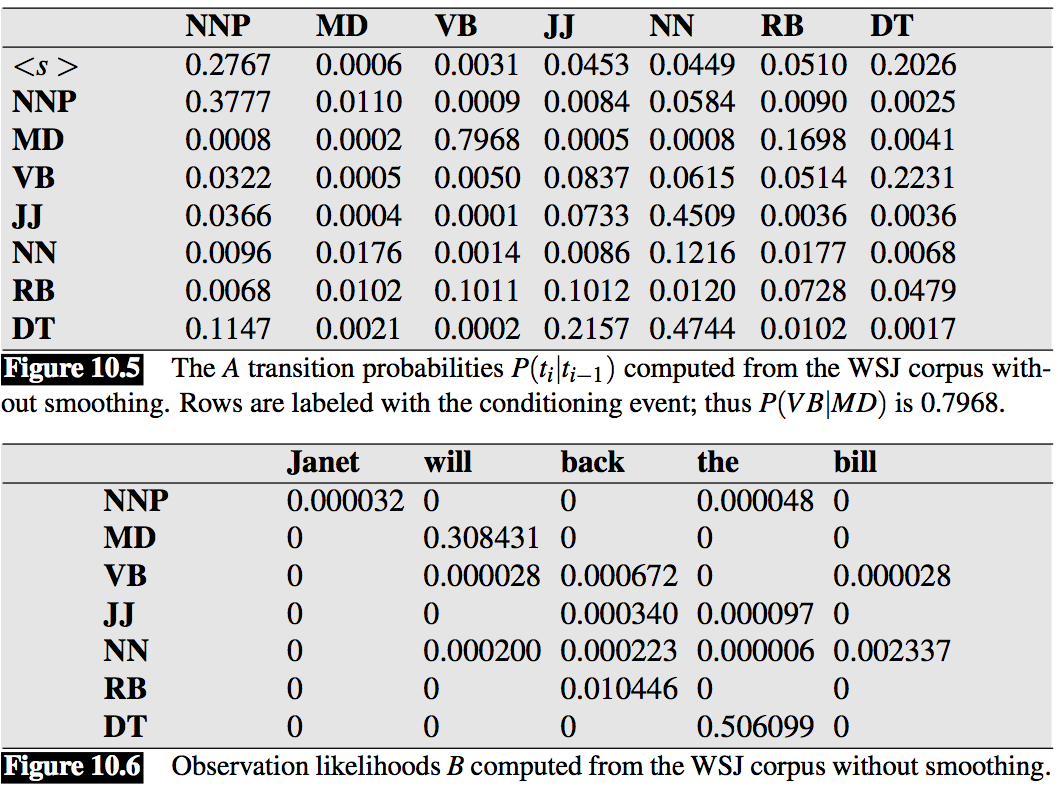 NNP MD VB JJ NN RB DT
<s > 0.2767 0.0006 0.0031 0.0453 0.0449 0.0510 0.2026
NNP 0.3777 0.0110 0.0009 0.0084 0.0584 0.0090 0.0025
MD 0.0008 0.0002 0.7968 0.0005 0.0008 0.1698 0.0041
VB 0.0322 0.0005 0.0050 0.0837 0.0615 0.0514 0.2231
JJ 0.0366 0.0004 0.0001 0.0733 0.4509 0.0036 0.0036
NN 0.0096 0.0176 0.0014 0.0086 0.1216 0.0177 0.0068
RB 0.0068 0.0102 0.1011 0.1012 0.0120 0.0728 0.0479
DT 0.1147 0.0021 0.0002 0.2157 0.4744 0.0102 0.0017
Figure 10.5 The A transition probabilities P(tᵢ|tᵢ₋₁) computed from the WSJ corpus with-
out smoothing. Rows are labeled with the conditioning event; thus P(VB|MD) is 0.7968.
Janet will back the bill
NNP 0.000032 0 0 0.000048 0
MD 0 0.308431 0 0 0
VB 0 0.000028 0.000672 0 0.000028
JJ 0 0 0.000340 0.000097 0
NN 0 0.000200 0.000223 0.000006 0.002337
RB 0 0 0.010446 0 0
DT 0 0 0 0.506099 0
Figure 10.6 Observation likelihoods B computed from the WSJ corpus without smoothing.